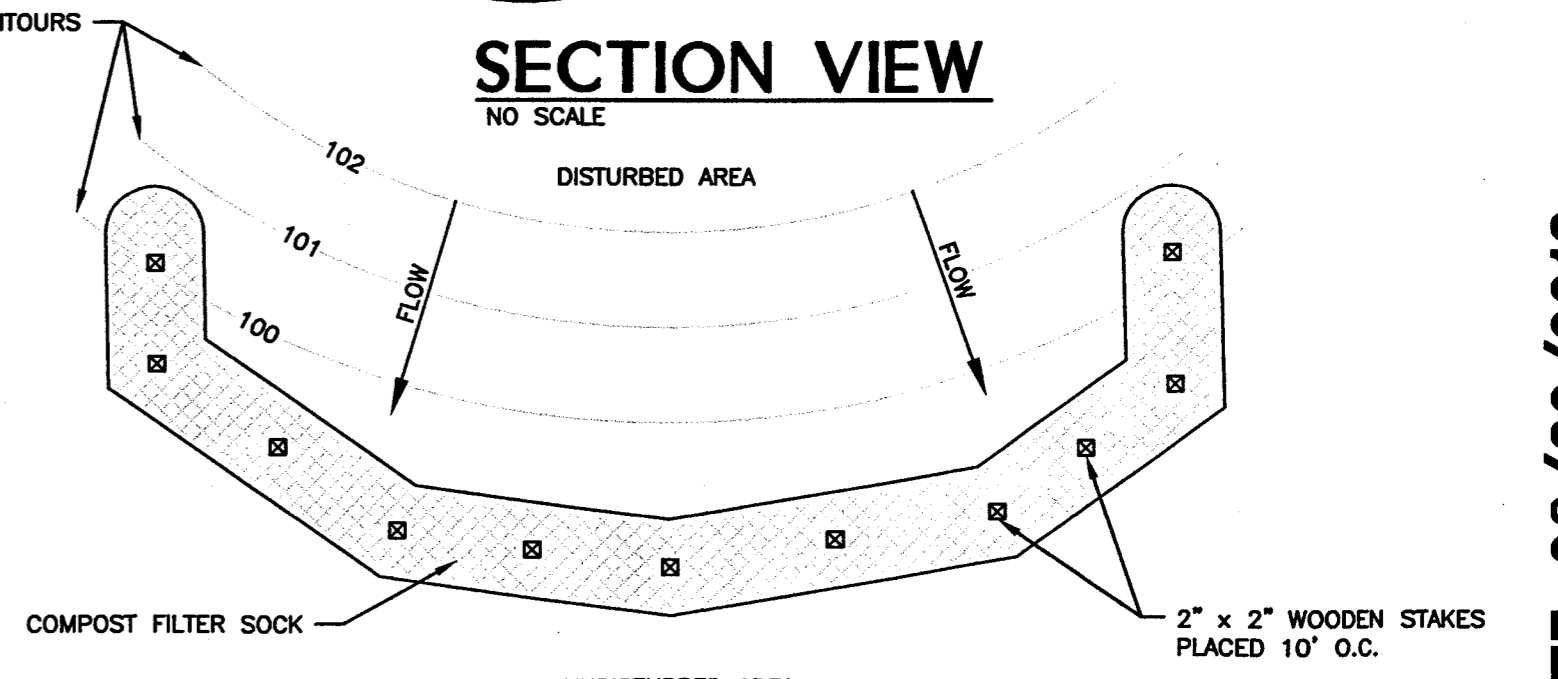 SECTION VIEW
NO SCALE
102
DISTURBED AREA
101
FLOW
FLOW
100
COMPOST FILTER SOCK
2" x 2" WOODEN STAKES
PLACED 10' O.C.